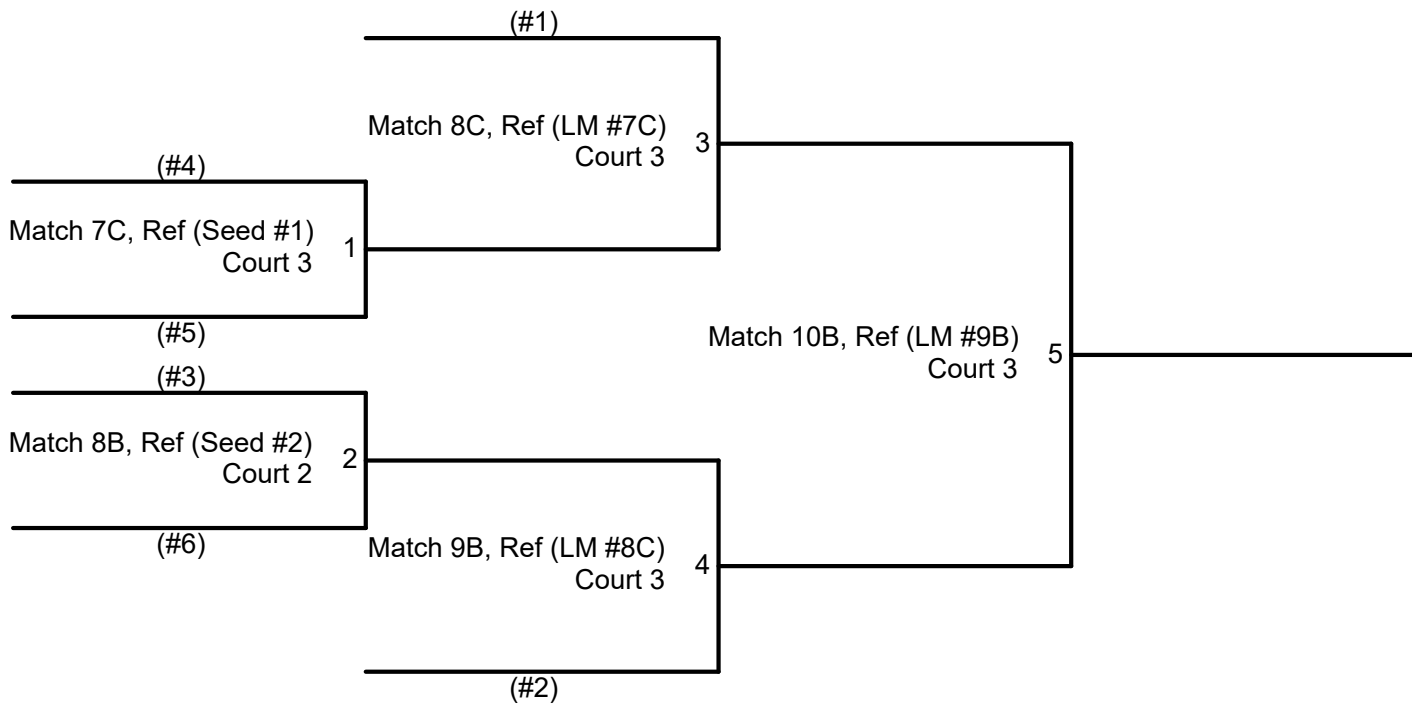 (#1)
Match 8C, Ref (LM #7C)
Court 3
3
(#4)
Match 7C, Ref (Seed #1)
Court 3
1
(#5)
(#3)
Match 8B, Ref (Seed #2)
Court 2
2
(#6)
Match 9B, Ref (LM #8C)
Court 3
4
(#2)
Match 10B, Ref (LM #9B)
Court 3
5